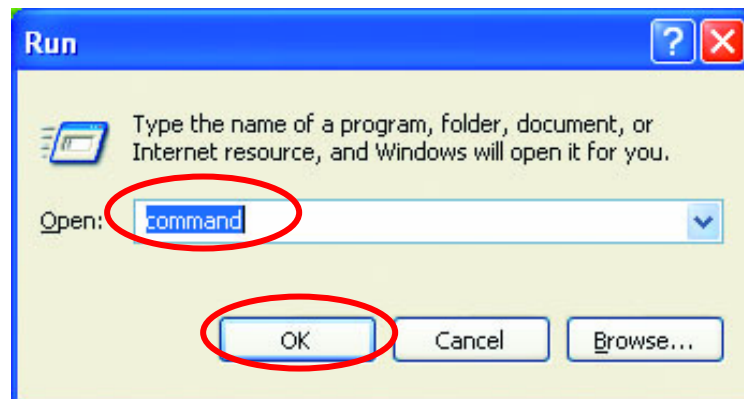 Run
?
Type the name of a program, folder, document, or
Internet resource, and Windows will open it for you.
Open: command
OK Cancel Browse...